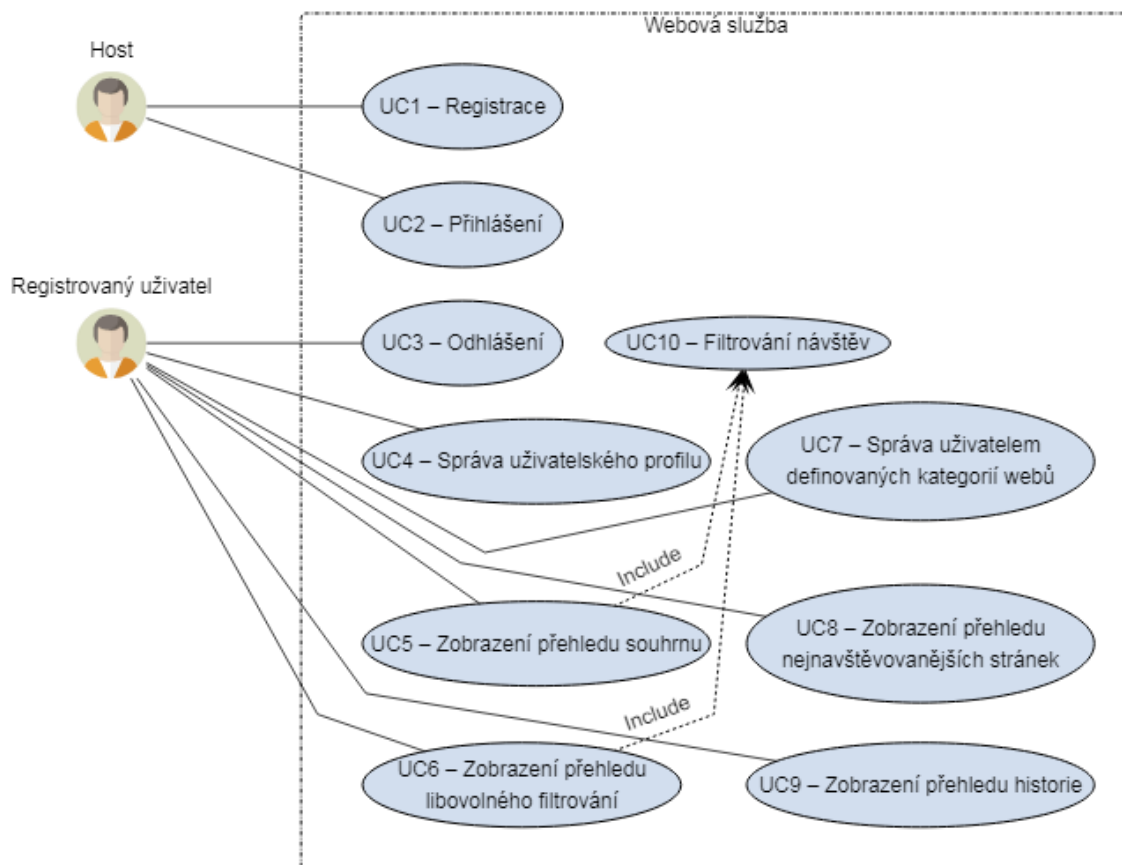 Webová služba
Host
UC1 – Registrace
UC2 – Přihlášení
Registrovaný uživatel
UC3 – Odhlášení
UC10 – Filtrování návštěv
UC4 – Správa uživatelského profilu
UC7 – Správa uživatelem
definovaných kategorií webů
Include
UC5 – Zobrazení přehledu souhrnu
UC8 – Zobrazení přehledu
nejnavštěvovanějších stránek
Include
UC6 – Zobrazení přehledu
libovolného filtrování
UC9 – Zobrazení přehledu historie